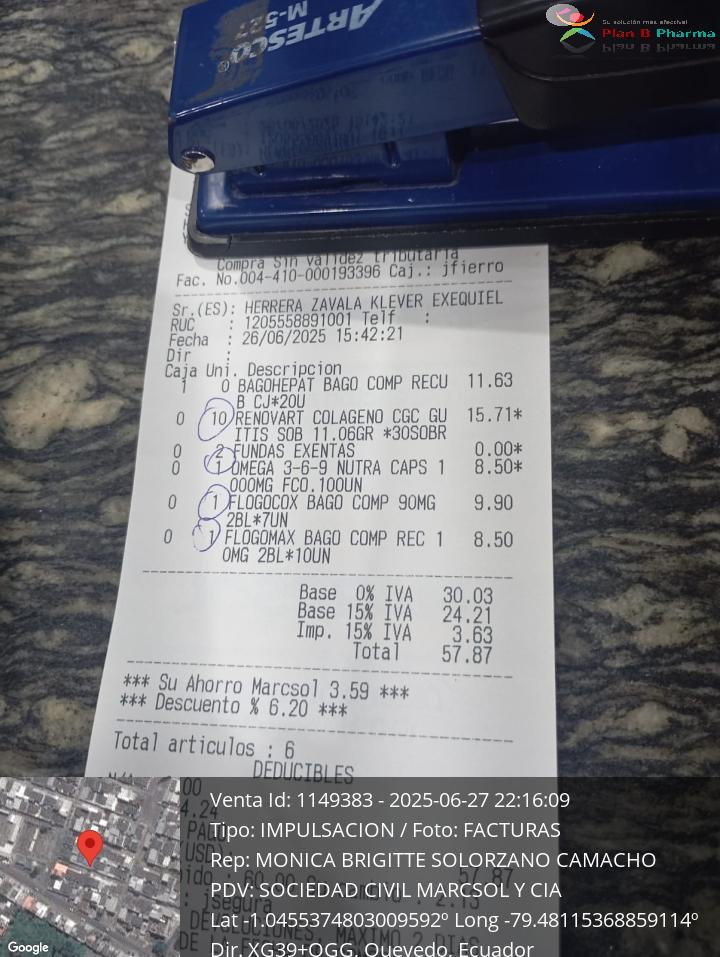 ARTESCO
M-527
Su solución más efectiva!
Plan B Pharma
Compra Sin validez tributaria
Fac. No.004-410-000193396 Caj.: jfierro
Sr.(ES): HERRERA ZAVALA KLEVER EXEQUIEL
RUC : 1205558891001 Telf :
Fecha : 26/06/2025 15:42:21
Dir :
Caja Uni. Descripcion
1 0 BAGOHEPAT BAGO COMP RECU 11.63
B CJ*20U
0 10 RENOVART COLAGENO CGC GU 15.71*
ITIS SOB 11.06GR *30SOBR
0 2 FUNDAS EXENTAS 0.00*
0 1 OMEGA 3-6-9 NUTRA CAPS 1 8.50*
000MG FCO.100UN
0 1 FLOGOCOX BAGO COMP 90MG 9.90
2BL*7UN
0 1 FLOGOMAX BAGO COMP REC 1 8.50
0MG 2BL*10UN
Base 0% IVA 30.03
Base 15% IVA 24.21
Imp. 15% IVA 3.63
Total 57.87
*** Su Ahorro Marcsol 3.59 ***
*** Descuento % 6.20 ***
Total articulos : 6
DEDUCIBLES
Venta Id: 1149383 - 2025-06-27 22:16:09
Tipo: IMPULSACION / Foto: FACTURAS
Rep: MONICA BRIGITTE SOLORZANO CAMACHO
PDV: SOCIEDAD CIVIL MARCSOL Y CIA
Lat -1.0455374803009592º Long -79.48115368859114º
Dir. XG39+QGG, Quevedo, Ecuador
Google